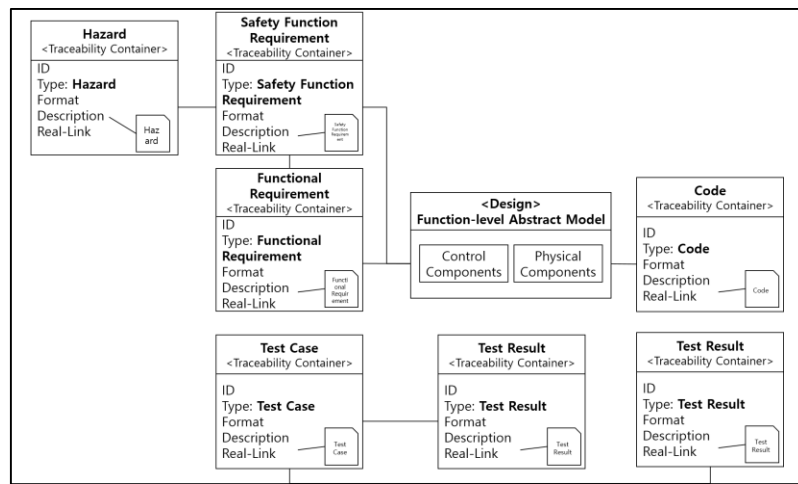 Hazard
<Traceability Container>
ID
Type: Hazard
Format
Description
Real-Link
Haz
ard
Safety Function
Requirement
<Traceability Container>
ID
Type: Safety Function
Requirement
Format
Description
Real-Link
Safety
Function
Requirem
ent
Functional
Requirement
<Traceability Container>
ID
Type: Functional
Requirement
Format
Description
Real-Link
Functi
onal
Requir
ement
<Design>
Function-level Abstract Model
Control
Components
Physical
Components
Code
<Traceability Container>
ID
Type: Code
Format
Description
Real-Link
Code
Test Case
<Traceability Container>
ID
Type: Test Case
Format
Description
Real-Link
Test
Case
Test Result
<Traceability Container>
ID
Type: Test Result
Format
Description
Real-Link
Test
Result
Test Result
<Traceability Container>
ID
Type: Test Result
Format
Description
Real-Link
Test
Result